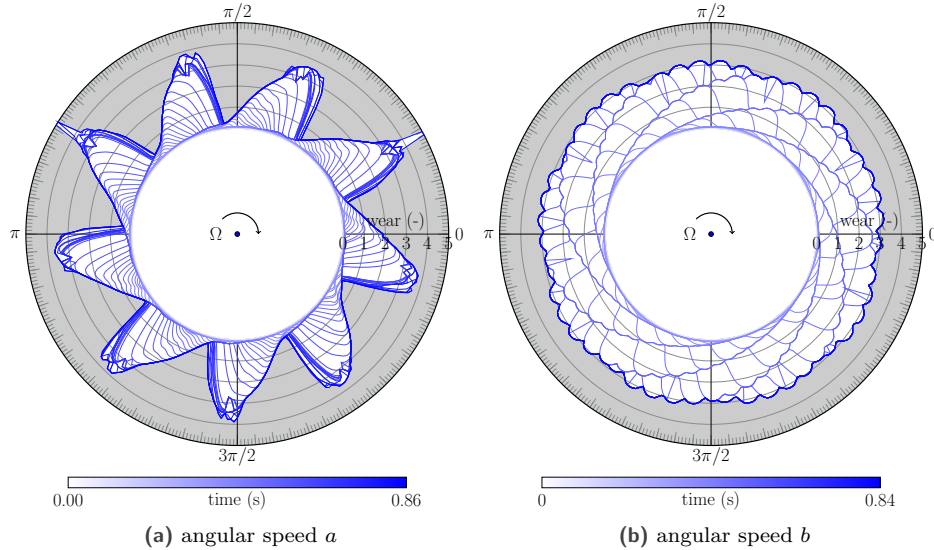 π/2
π/2
π
Ω
wear (-)
0 1 2 3 4 5
0
π
Ω
wear (-)
0 1 2 3 4 5
0
3π/2
3π/2
0.00
time (s)
0.86
0
time (s)
0.84
(a) angular speed a
(b) angular speed b